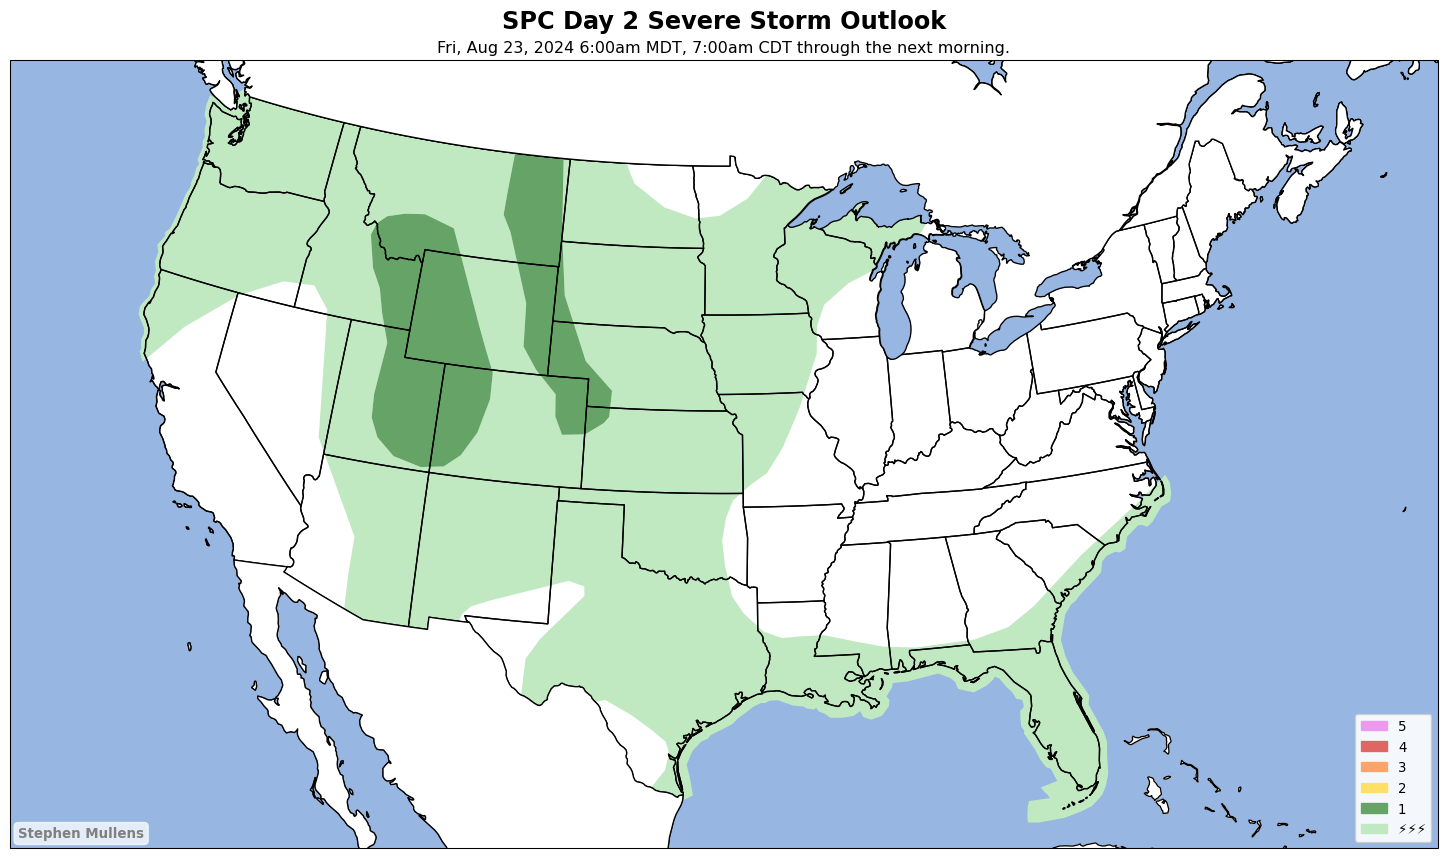 SPC Day 2 Severe Storm Outlook
Fri, Aug 23, 2024 6:00am MDT, 7:00am CDT through the next morning.
5
4
3
2
1
⚡⚡⚡
Stephen Mullens